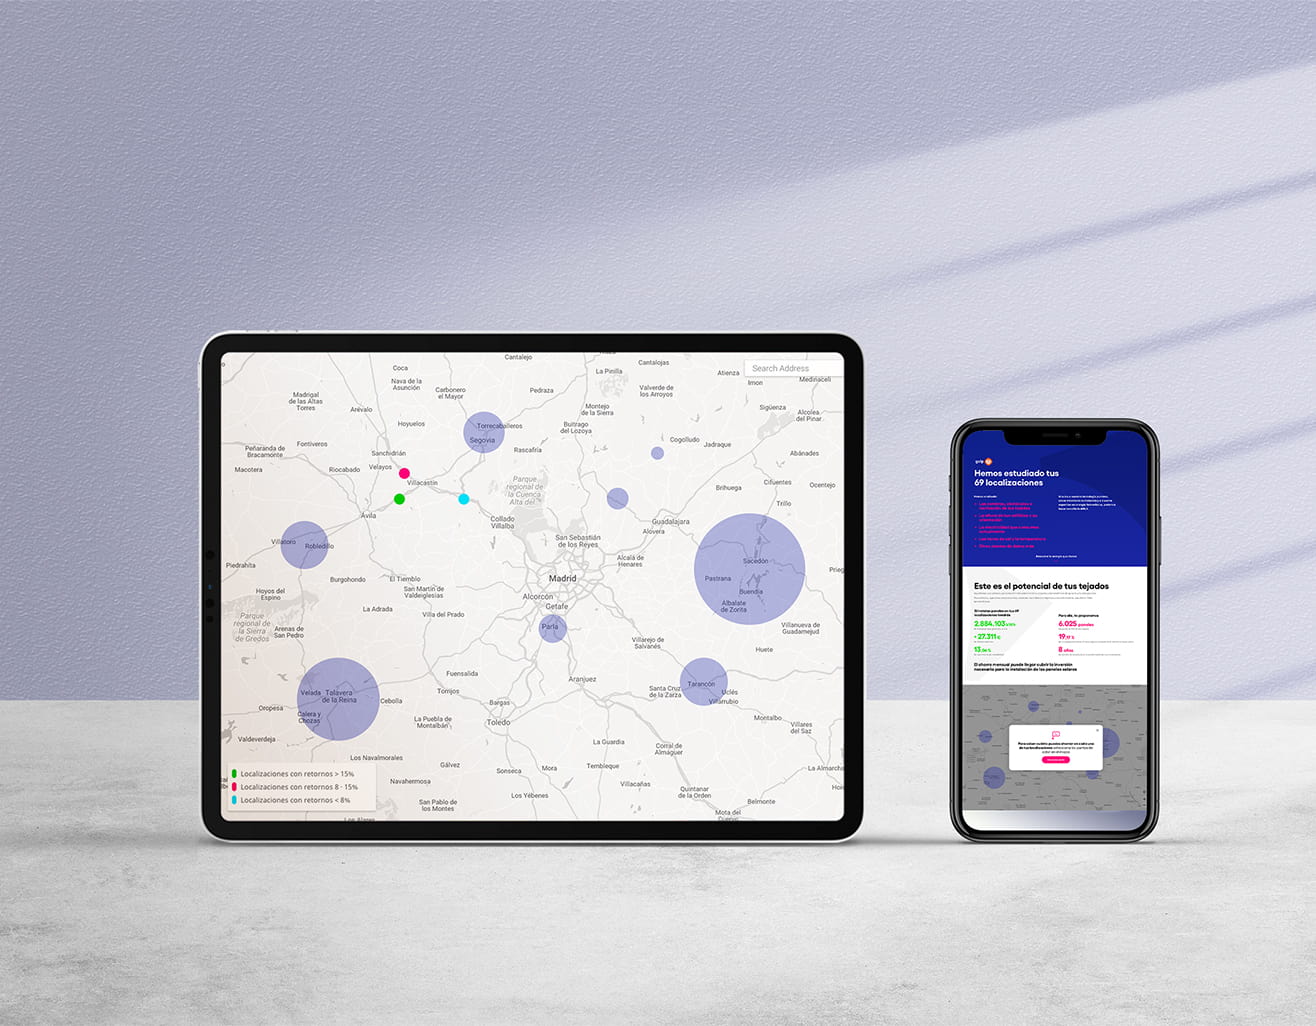 Cantalejo
Cantalojas
Coca
La Pinilla
Atienza
Search Address
Nava de la
Asunción
Carbonero
el Mayor
Pedraza
Valverde de
los Arroyos
Imon
Medinaceli
Madrigal
de las Altas
Torres
Arévalo
Montejo
de la Sierra
Sigüenza
Alcolea
del Pinar
Hoyuelos
Torrecaballeros
Buitrago
del Lozoya
Segovia
Cogolludo
Jadraque
Fontiveros
Peñaranda de
Bracamonte
Sanchidrián
Rascafría
Abánades
Macotera
Riocabado
Velayos
Villacastín
Parque
regional de
la Cuenca
Alta del
Brihuega
Cifuentes
Ocentejo
Trillo
Ávila
Collado
Villalba
Guadalajara
Alovera
San Sebastián
de los Reyes
Villatoro
Robledillo
Alcalá de
Henares
Sacedón
Piedrahíta
Burgohondo
El Tiemblo
Madrid
Pastrana
Hoyos del
Espino
San Martín de
Valdeiglesias
Alcorcón
Getafe
Buendía
Albalate
de Zorita
La Adrada
Villa del Prado
Parque
regional de
la Sierra
de Gredos
Arenas de
San Pedro
Parla
Villarejo de
Salvanés
Villanueva de
Guadamejud
Huete
Fuensalida
Torrijos
Aranjuez
Santa Cruz
de la Zarza
Tarancón
Uclés
Villarrubio
Velada
Talavera
de la Reina
Cebolla
Bargas
Oropesa
Calera y
Chozas
La Puebla de
Montalbán
Toledo
Montalbo
Villares
del Saz
Valdeverdeja
La Guardia
Corral de
Almáguer
Los Navalmorales
Gálvez
Sonseca
Mora
Tembleque
La Almarcha
Navahermosa
Villacañas
Quintanar
de la Orden
San Pablo de
los Montes
Los Yébenes
Belmonte
Mota del
Cuervo
Localizaciones con retornos > 15%
Localizaciones con retornos 8 - 15%
Localizaciones con retornos < 8%
Hemos estudiado tus
69 localizaciones
Este es el potencial de tus tejados
2.884.103
6.025 paneles
27.311 €
13
8 años
El ahorro mensual puede llegar cubrir la inversión
necesaria para la instalación de los paneles solares